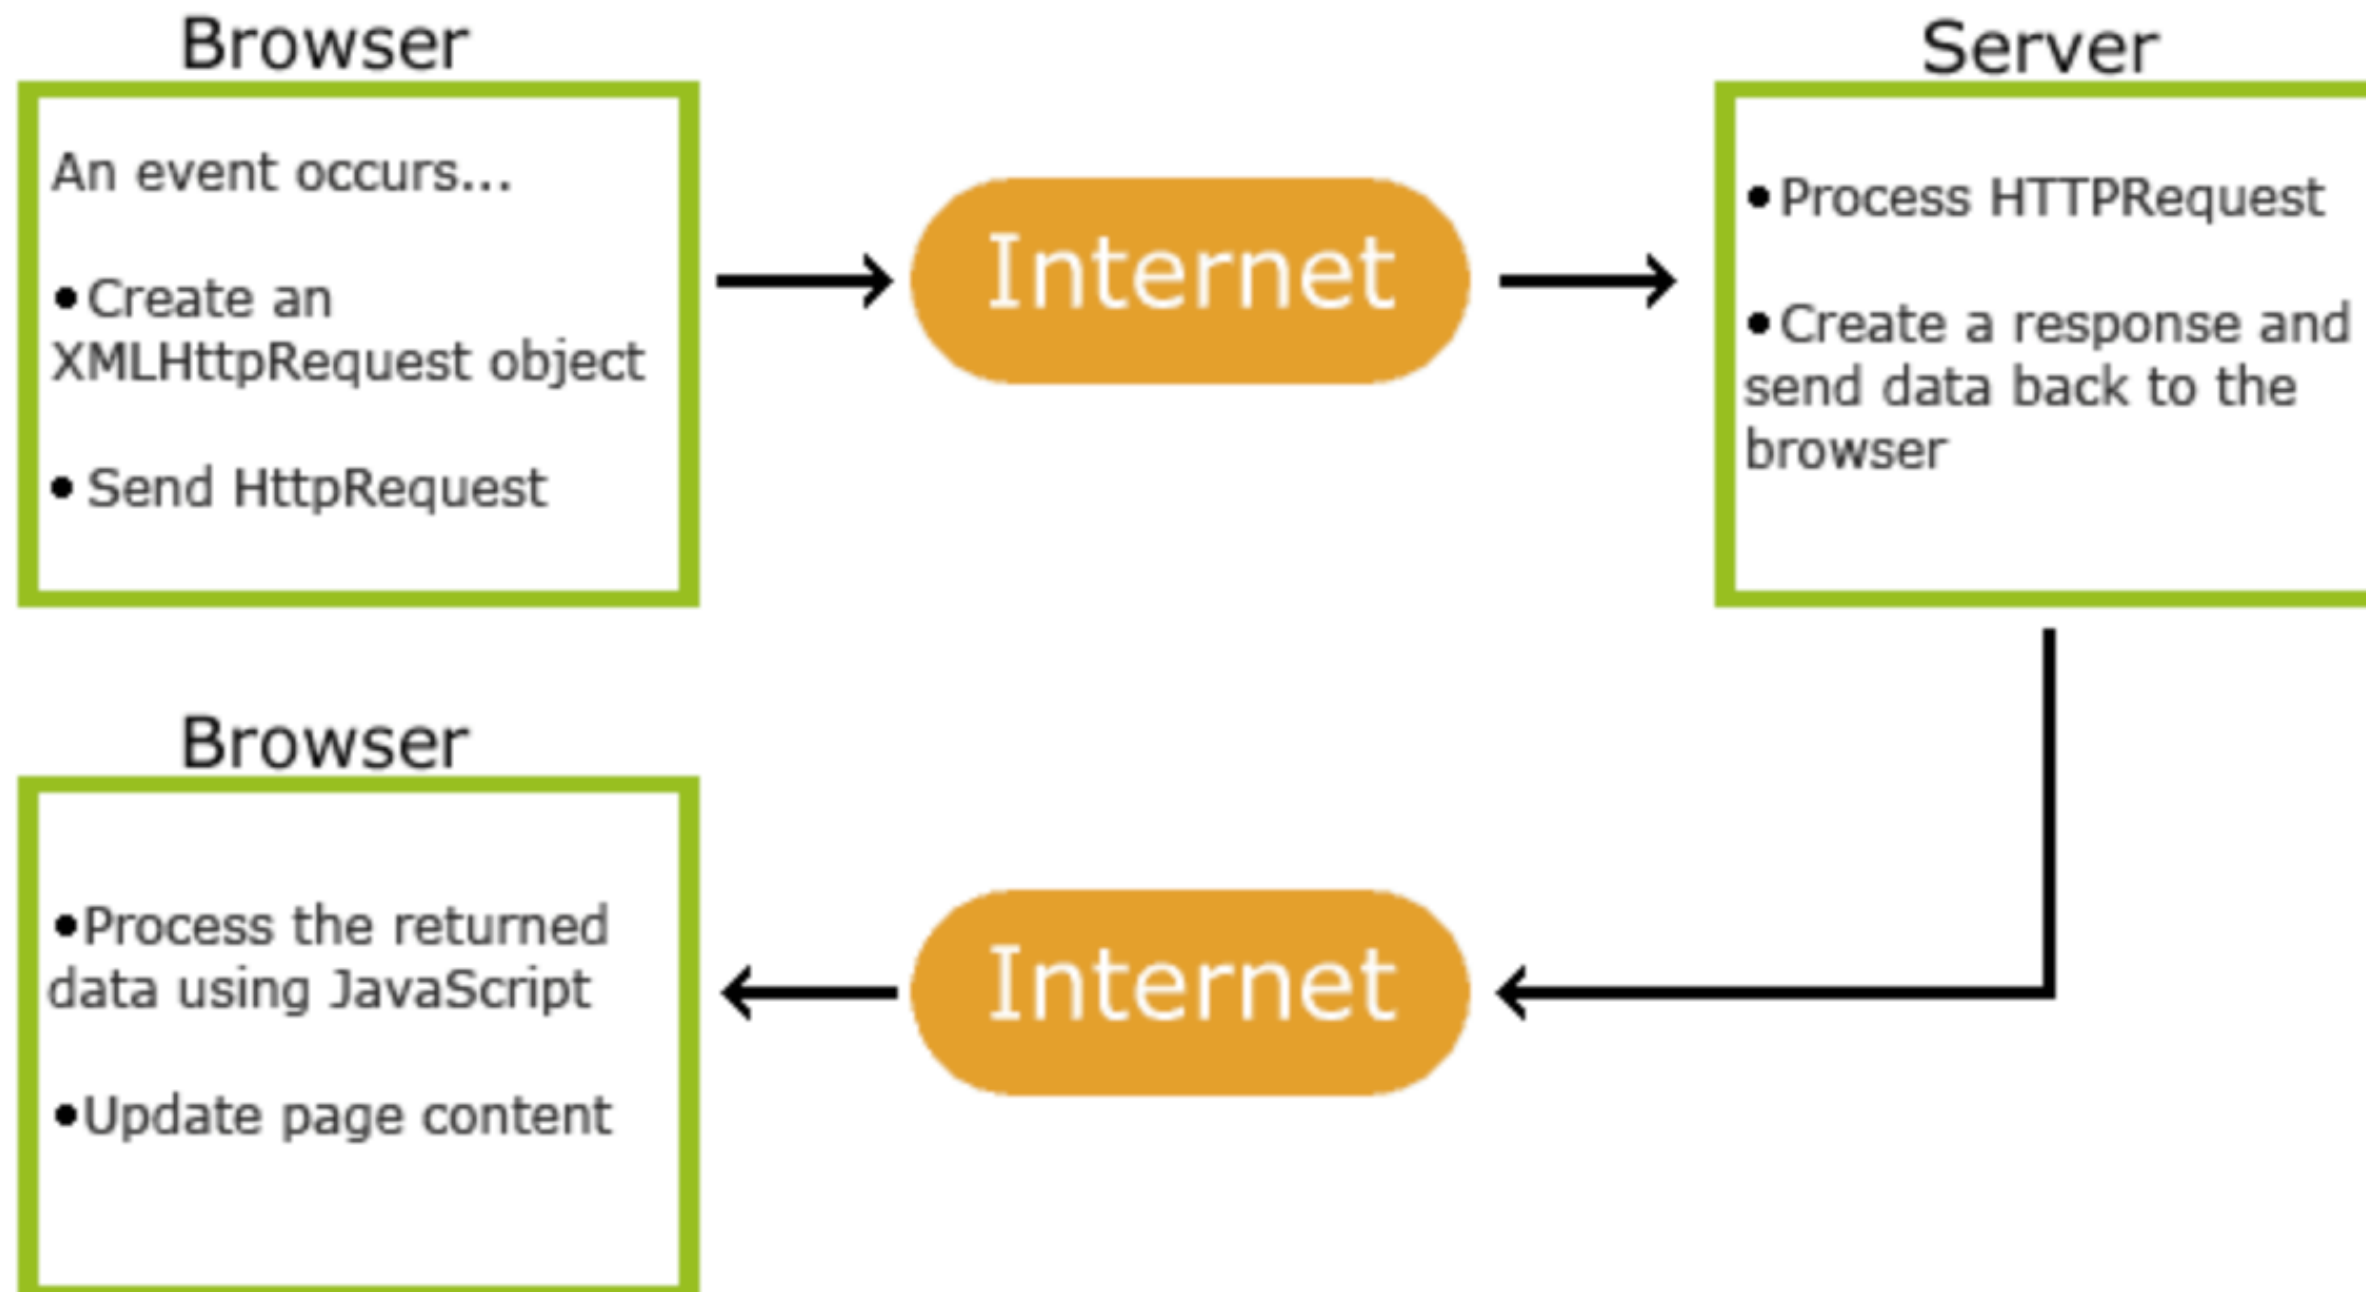 Browser
An event occurs...
• Create an
XMLHttpRequest object
• Send HttpRequest
Internet
Server
• Process HTTPRequest
• Create a response and
send data back to the
browser
Browser
• Process the returned
data using JavaScript
• Update page content
Internet